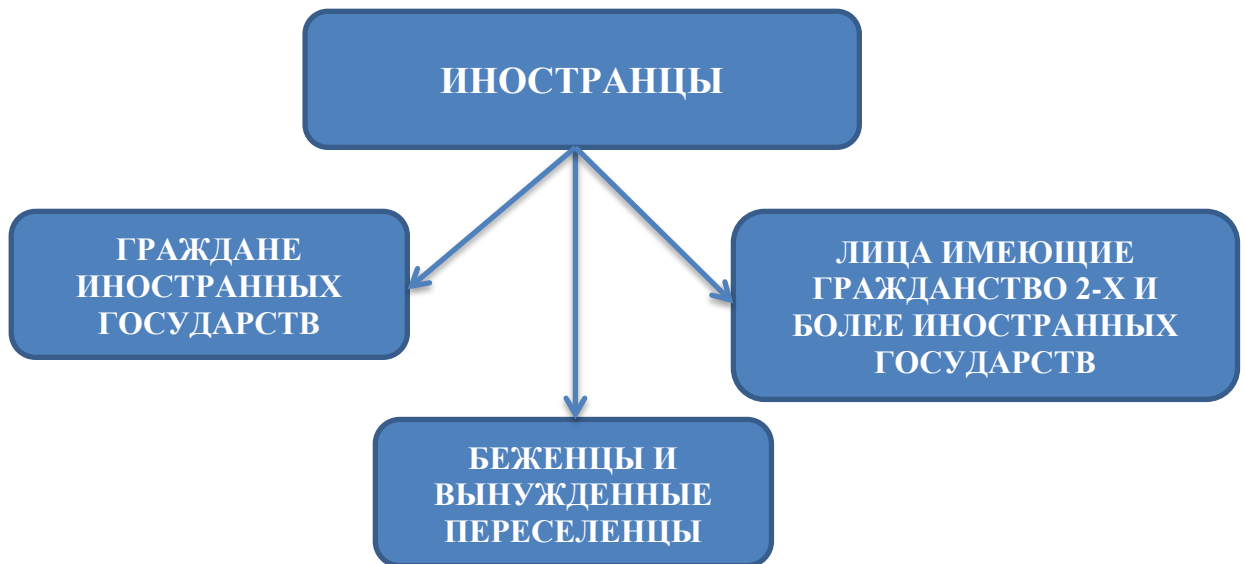 ИНОСТРАНЦЫ
ГРАЖДАНЕ
ИНОСТРАННЫХ
ГОСУДАРСТВ
ЛИЦА ИМЕЮЩИЕ
ГРАЖДАНСТВО 2-Х И
БОЛЕЕ ИНОСТРАННЫХ
ГОСУДАРСТВ
БЕЖЕНЦЫ И
ВЫНУЖДЕННЫЕ
ПЕРЕСЕЛЕНЦЫ